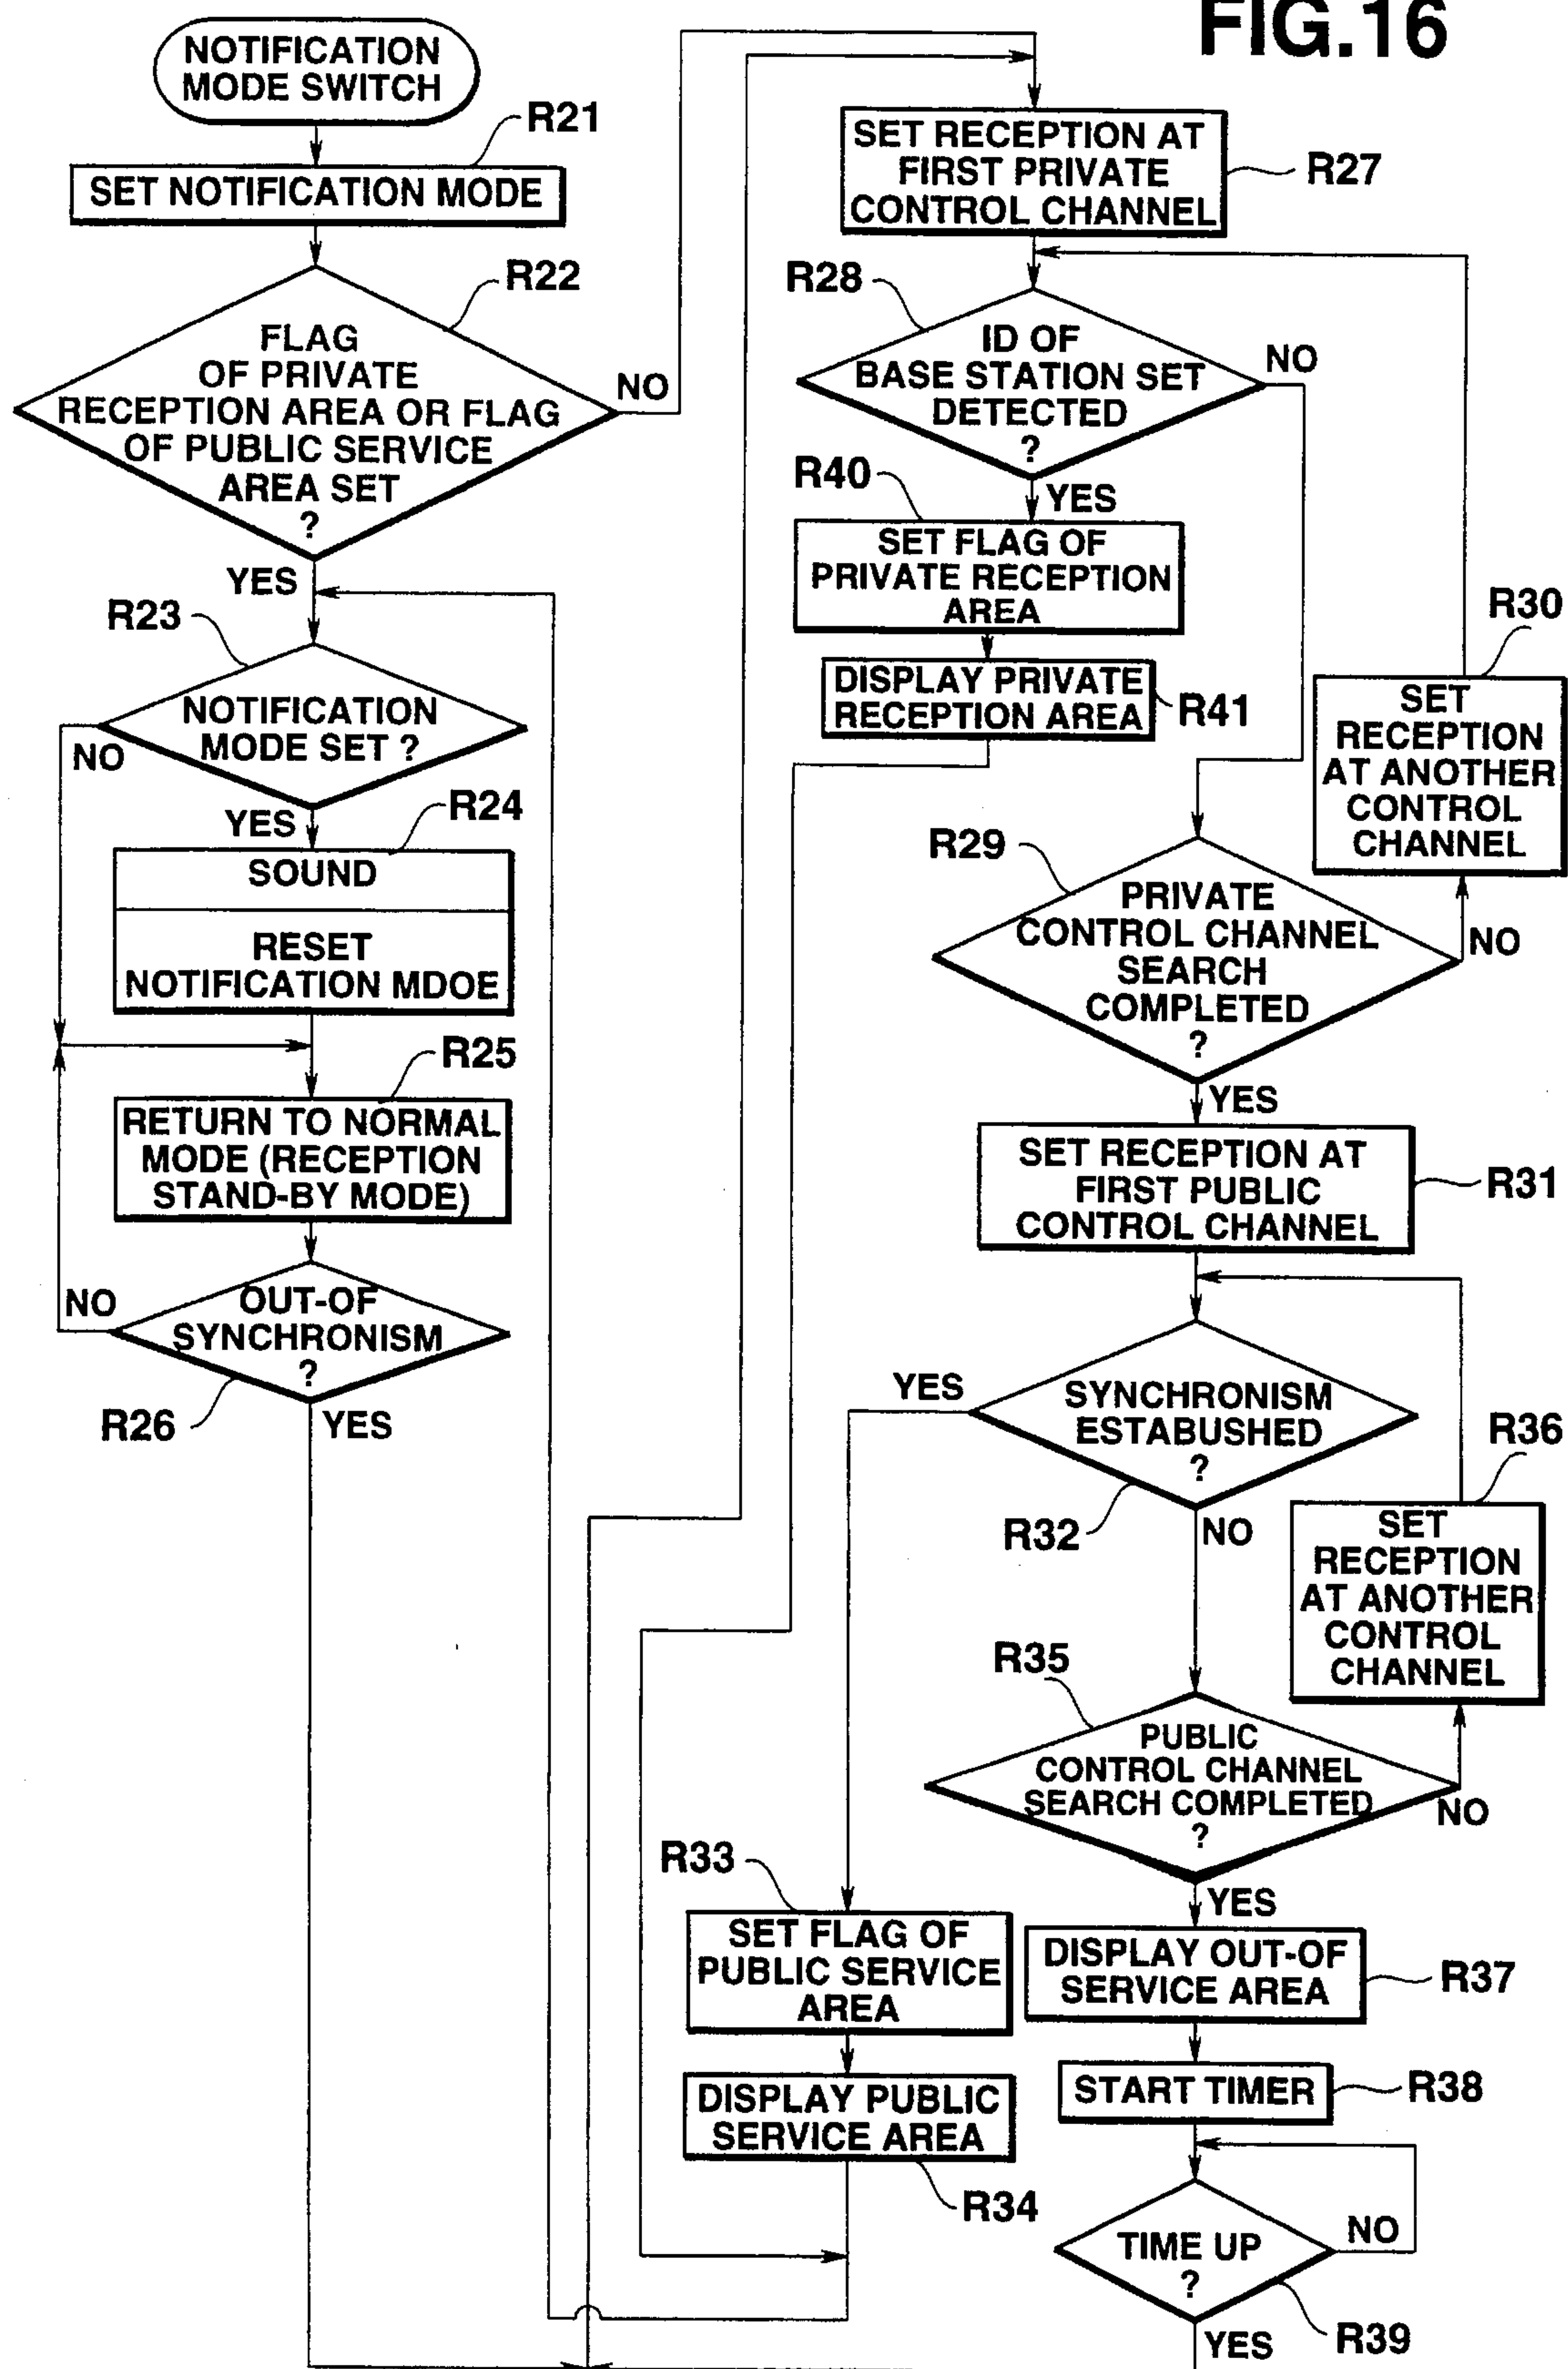 FIG.16
NOTIFICATION
MODE SWITCH
R21
SET NOTIFICATION MODE
R22
FLAG
OF PRIVATE
RECEPTION AREA OR FLAG
OF PUBLIC SERVICE
AREA SET
?
NO
YES
R23
NOTIFICATION
MODE SET ?
NO
YES
R24
SOUND
RESET
NOTIFICATION MDOE
R25
RETURN TO NORMAL
MODE (RECEPTION
STAND-BY MODE)
NO
OUT-OF
SYNCHRONISM
?
R26
YES
SET RECEPTION AT
FIRST PRIVATE
CONTROL CHANNEL
R27
R28
ID OF
BASE STATION SET
DETECTED
?
NO
R40
YES
SET FLAG OF
PRIVATE RECEPTION
AREA
DISPLAY PRIVATE
RECEPTION AREA
R41
R30
SET
RECEPTION
AT ANOTHER
CONTROL
CHANNEL
R29
PRIVATE
CONTROL CHANNEL
SEARCH
COMPLETED
?
NO
YES
SET RECEPTION AT
FIRST PUBLIC
CONTROL CHANNEL
R31
YES
SYNCHRONISM
ESTABUSHED
?
R32
NO
R36
SET
RECEPTION
AT ANOTHER
CONTROL
CHANNEL
R35
PUBLIC
CONTROL CHANNEL
SEARCH COMPLETED
?
NO
YES
R33
SET FLAG OF
PUBLIC SERVICE
AREA
DISPLAY PUBLIC
SERVICE AREA
R34
DISPLAY OUT-OF
SERVICE AREA
R37
START TIMER
R38
TIME UP
?
NO
R39
YES